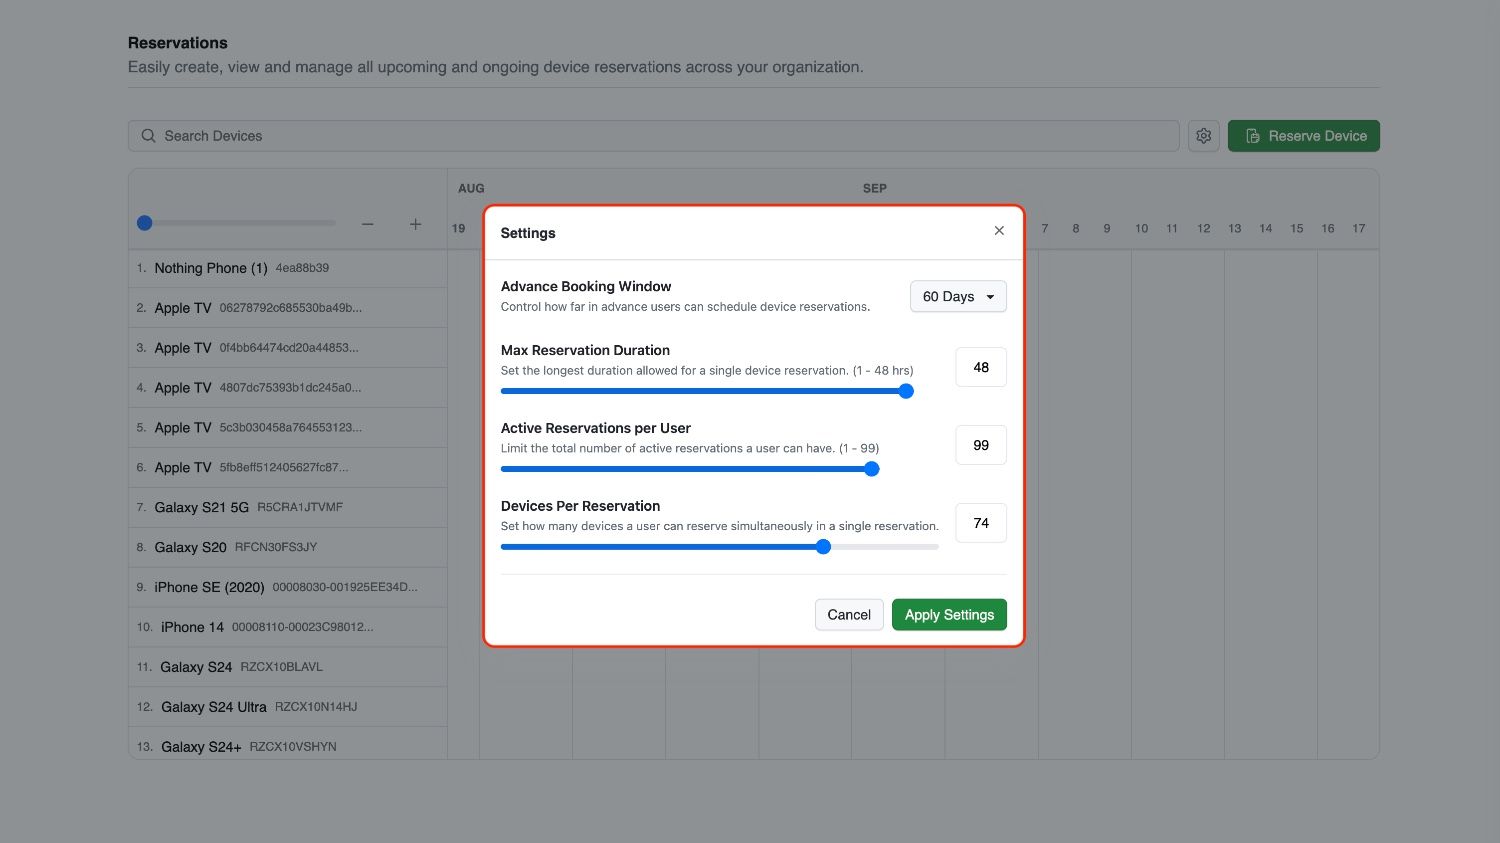 Reservations
Easily create, view and manage all upcoming and ongoing device reservations across your organization.
Search Devices
Reserve Device
AUG
SEP
19
7 8 9 10 11 12 13 14 15 16 17
Settings
Advance Booking Window
Control how far in advance users can schedule device reservations.
60 Days
Max Reservation Duration
Set the longest duration allowed for a single device reservation. (1 - 48 hrs)
48
Active Reservations per User
Limit the total number of active reservations a user can have. (1 - 99)
99
Devices Per Reservation
Set how many devices a user can reserve simultaneously in a single reservation.
74
Cancel
Apply Settings
1. Nothing Phone (1) 4ea88b39
2. Apple TV 06278792c685530ba49b...
3. Apple TV 0f4bb64474cd20a44853...
4. Apple TV 4807dc75393b1dc245a0...
5. Apple TV 5c3b030458a764553123...
6. Apple TV 5fb8eff512405627fc87...
7. Galaxy S21 5G R5CRA1JTVMF
8. Galaxy S20 RFCN30FS3JY
9. iPhone SE (2020) 00008030-001925EE34D...
10. iPhone 14 00008110-00023C98012...
11. Galaxy S24 RZCX10BLAVL
12. Galaxy S24 Ultra RZCX10N14HJ
13. Galaxy S24+ RZCX10VSHYN